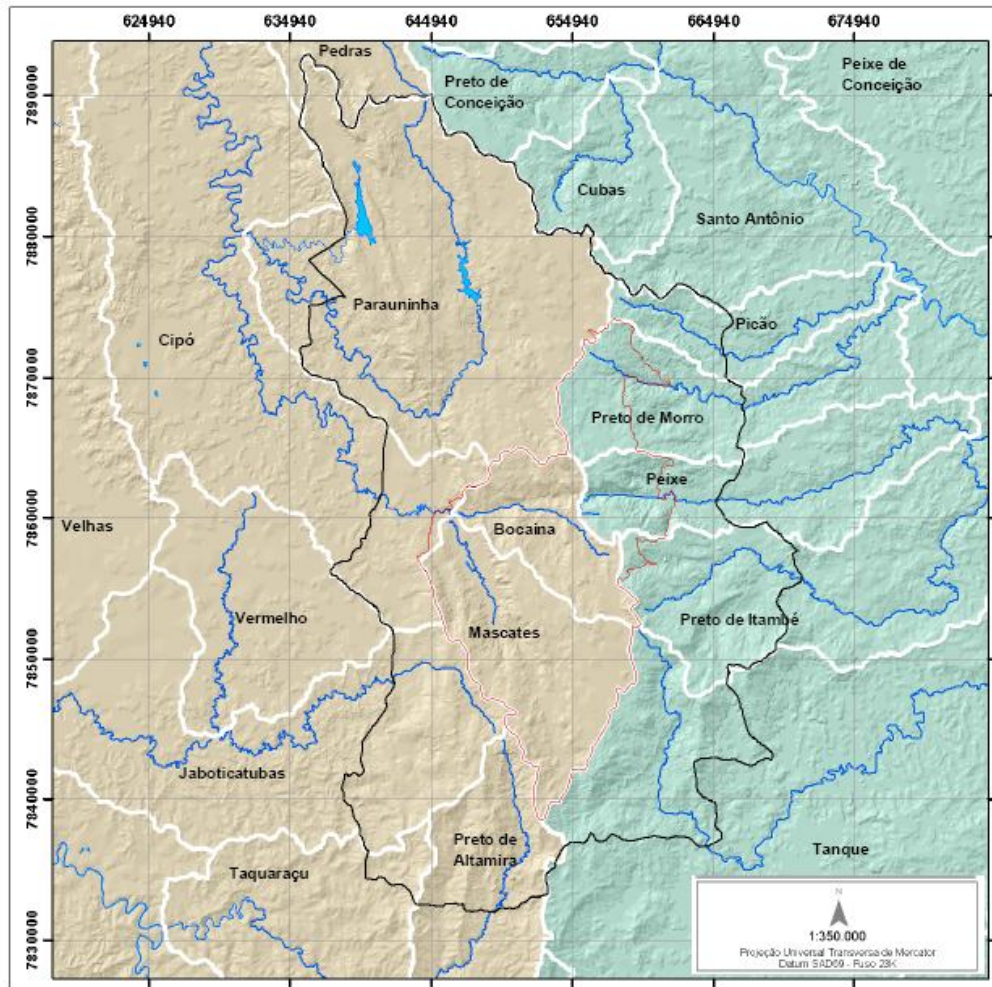 624940 634940 644940 654940 664940 674940
7890000
7880000
7870000
7860000
7850000
7840000
7830000
Pedras
Preto de
Conceição
Peixe de
Conceição
Cubas
Santo Antônio
Parauninha
Picão
Cipó
Preto de Morro
Peixe
Velhas
Bocaina
Vermelho
Mascates
Preto de Itambé
Jaboticatubas
Preto de
Altamira
Taquaraçu
Tanque
N
1:350.000
Projeção Universal Transversa de Mercator
Datum SAD69 - Fuso 23K